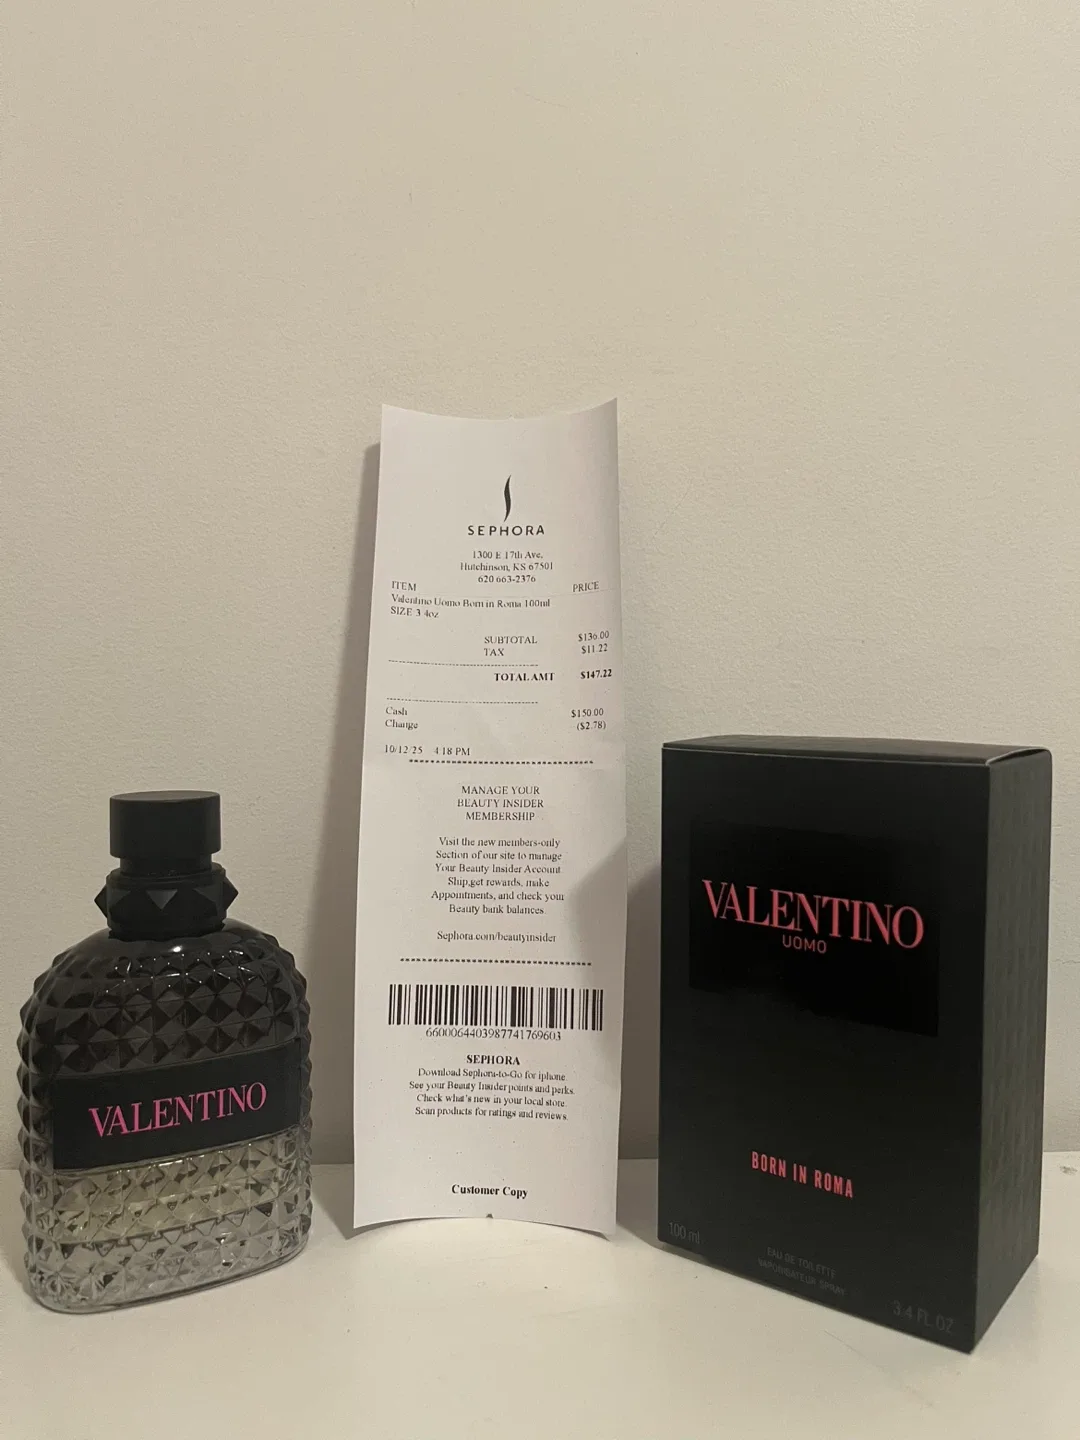 SEPHORA
1300 E 17th Ave.
Hutchinson, KS 67501
620 663-2376
ITEM PRICE
Valentino Uomo Born in Roma 100ml
SIZE 3.4oz
SUBTOTAL $136.00
TAX $11.22
TOTAL AMT $147.22
Cash $150.00
Change ($2.78)
10/12/25 4:18 PM
MANAGE YOUR
BEAUTY INSIDER
MEMBERSHIP
Visit the new members-only
Section of our site to manage
Your Beauty Insider Account.
Ship,get rewards, make
Appointments, and check your
Beauty bank balances.
Sephora.com/beautyinsider
6600064403987741769603
SEPHORA
Download Sephora-to-Go for iphone.
See your Beauty Insider points and perks.
Check what's new in your local store.
Scan products for ratings and reviews.
Customer Copy
VALENTINO
VALENTINO
UOMO
BORN IN ROMA
100 ml
EAU DE TOILETTE
VAPORISATEUR SPRAY
3.4 FL.OZ